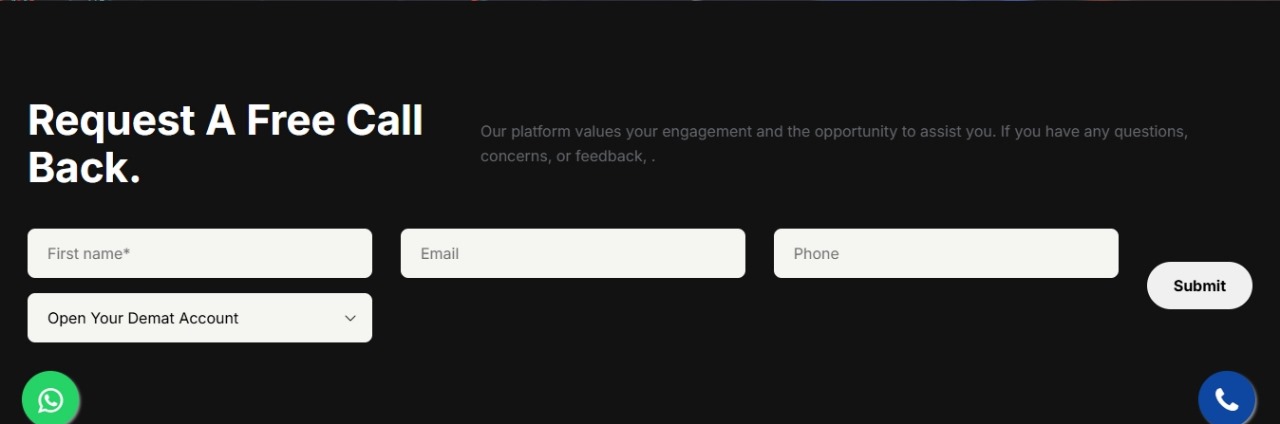 Request A Free Call
Back.
Our platform values your engagement and the opportunity to assist you. If you have any questions,
concerns, or feedback, .
First name*
Email
Phone
Submit
Open Your Demat Account